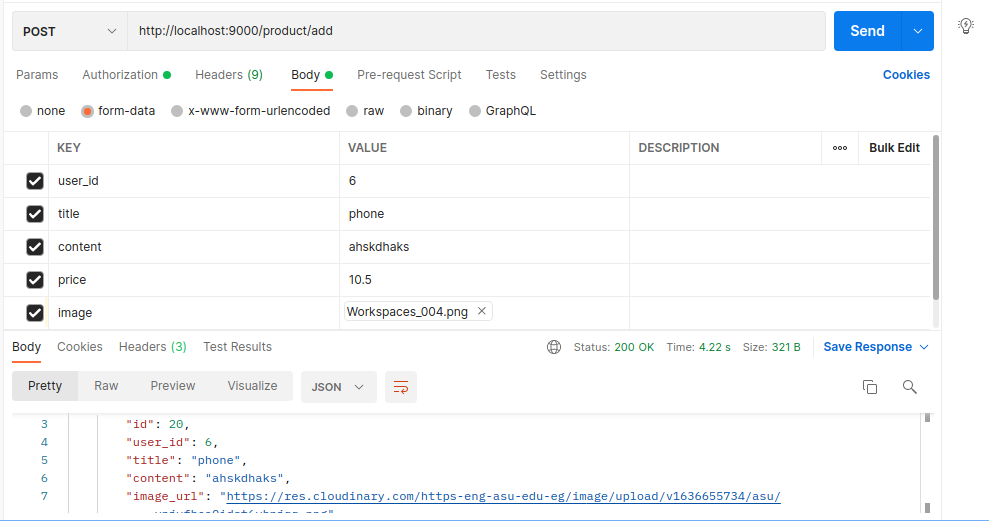 POST http://localhost:9000/product/add Send
Params Authorization Headers (9) Body Pre-request Script Tests Settings Cookies
none form-data x-www-form-urlencoded raw binary GraphQL
KEY VALUE DESCRIPTION ooo Bulk Edit
user_id 6
title phone
content ahskdhaks
price 10.5
image Workspaces_004.png
Body Cookies Headers (3) Test Results Status: 200 OK Time: 4.22 s Size: 321 B Save Response
Pretty Raw Preview Visualize JSON
3 "id": 20,
4 "user_id": 6,
5 "title": "phone",
6 "content": "ahskdhaks",
7 "image_url": "https://res.cloudinary.com/https-eng-asu-edu-eg/image/upload/v1636655734/asu/